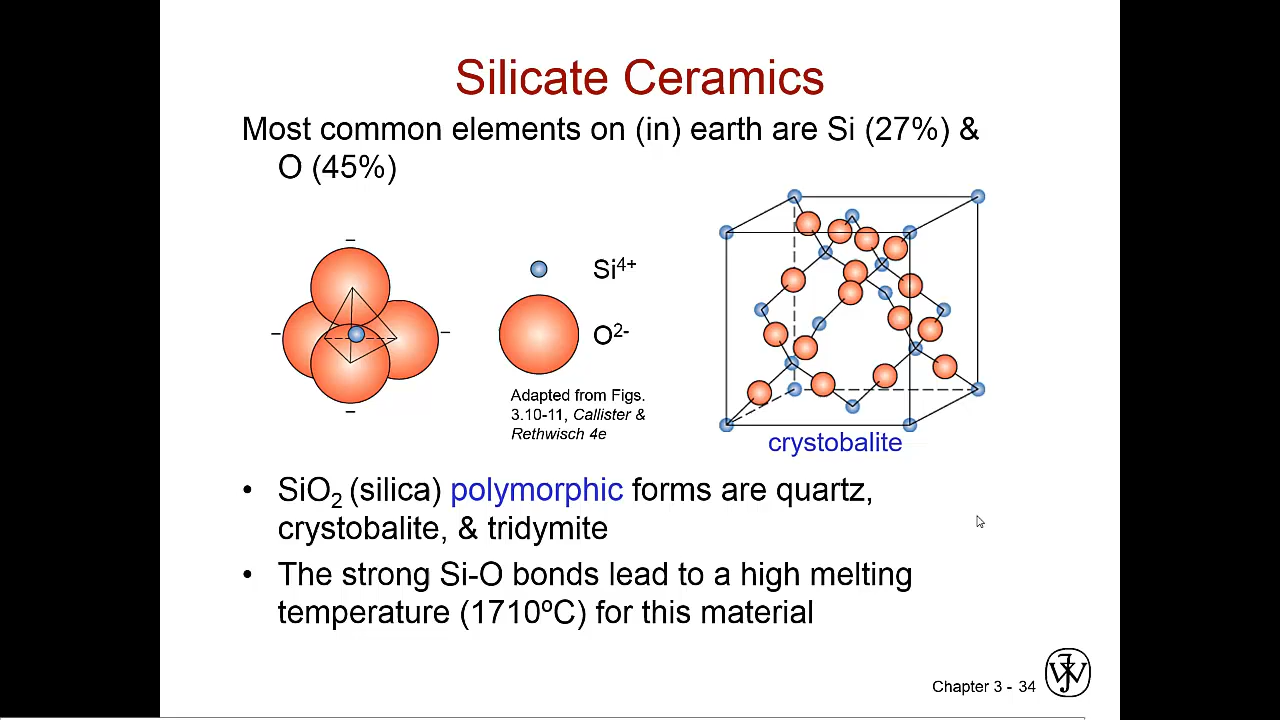 Silicate Ceramics
Most common elements on (in) earth are Si (27%) &
O (45%)
Si4+
O2-
Adapted from Figs.
3.10-11, Callister &
Rethwisch 4e
crystobalite
• SiO2 (silica) polymorphic forms are quartz,
crystobalite, & tridymite
• The strong Si-O bonds lead to a high melting
temperature (1710ºC) for this material
Chapter 3 - 34